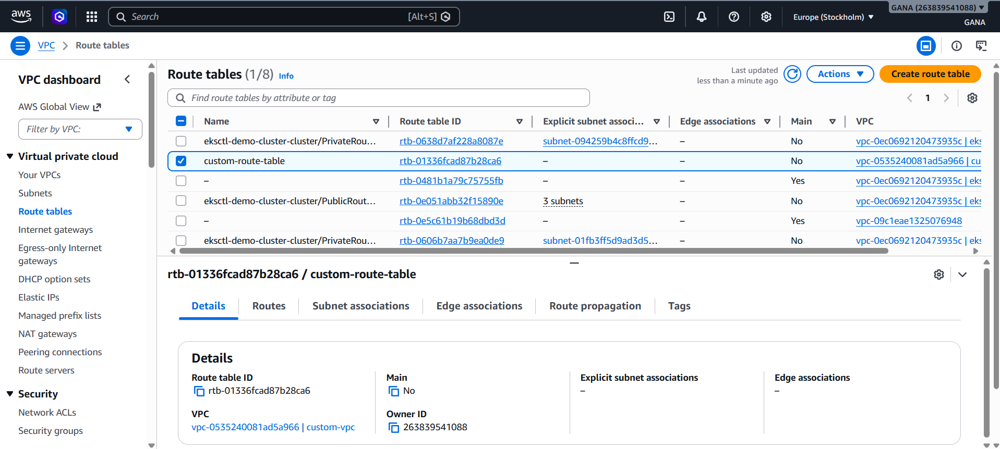 aws
Search
[Alt+S]
Europe (Stockholm)
GANA (263839541088)
GANA
VPC
Route tables
VPC dashboard
AWS Global View
Filter by VPC:
Virtual private cloud
Your VPCs
Subnets
Route tables
Internet gateways
Egress-only Internet
gateways
DHCP option sets
Elastic IPs
Managed prefix lists
NAT gateways
Peering connections
Route servers
Security
Network ACLs
Security groups
Route tables (1/8) Info
Last updated
less than a minute ago
Actions
Create route table
Find route tables by attribute or tag
1
Name Route table ID Explicit subnet associ... Edge associations Main VPC
eksctl-demo-cluster-cluster/PrivateRou... rtb-0638d7af228a8087e subnet-094259b4c8ffcd9... – No vpc-0ec0692120473935c | eks
custom-route-table rtb-01336fcad87b28ca6 – – No vpc-0535240081ad5a966 | cu
– rtb-0481b1a79c75755fb – – Yes vpc-0ec0692120473935c | eks
eksctl-demo-cluster-cluster/PublicRout... rtb-0e051abb32f15890e 3 subnets – No vpc-0ec0692120473935c | eks
– rtb-0e5c61b19b68dbd3d – – Yes vpc-09c1eae1325076948
eksctl-demo-cluster-cluster/PrivateRou... rtb-0606b7aa7b9ea0de9 subnet-01fb3ff5d9ad3d5... – No vpc-0ec0692120473935c | eks
rtb-01336fcad87b28ca6 / custom-route-table
Details Routes Subnet associations Edge associations Route propagation Tags
Details
Route table ID
rtb-01336fcad87b28ca6
Main
No
Explicit subnet associations
–
Edge associations
–
VPC
vpc-0535240081ad5a966 | custom-vpc
Owner ID
263839541088